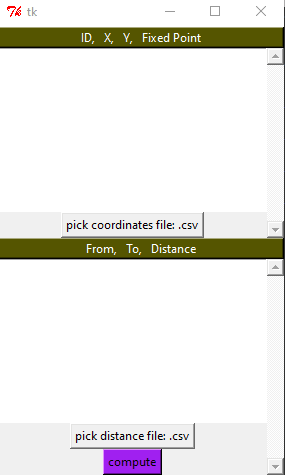 tk
ID, X, Y, Fixed Point
pick coordinates file: .csv
From, To, Distance
pick distance file: .csv
compute